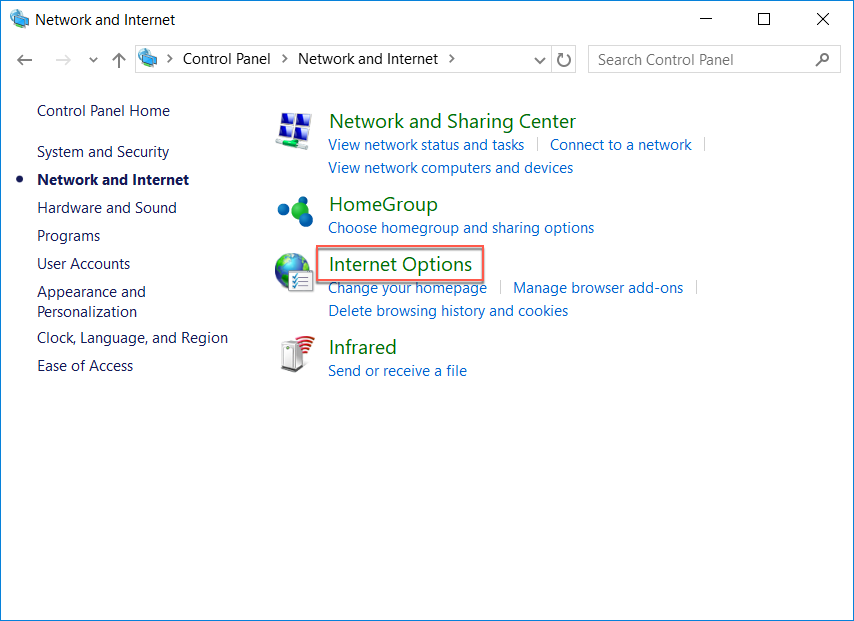 Network and Internet
Control Panel > Network and Internet >
Search Control Panel
Control Panel Home
System and Security
Network and Internet
Hardware and Sound
Programs
User Accounts
Appearance and
Personalization
Clock, Language, and Region
Ease of Access
Network and Sharing Center
View network status and tasks | Connect to a network |
View network computers and devices
HomeGroup
Choose homegroup and sharing options
Internet Options
Change your homepage | Manage browser add-ons |
Delete browsing history and cookies
Infrared
Send or receive a file